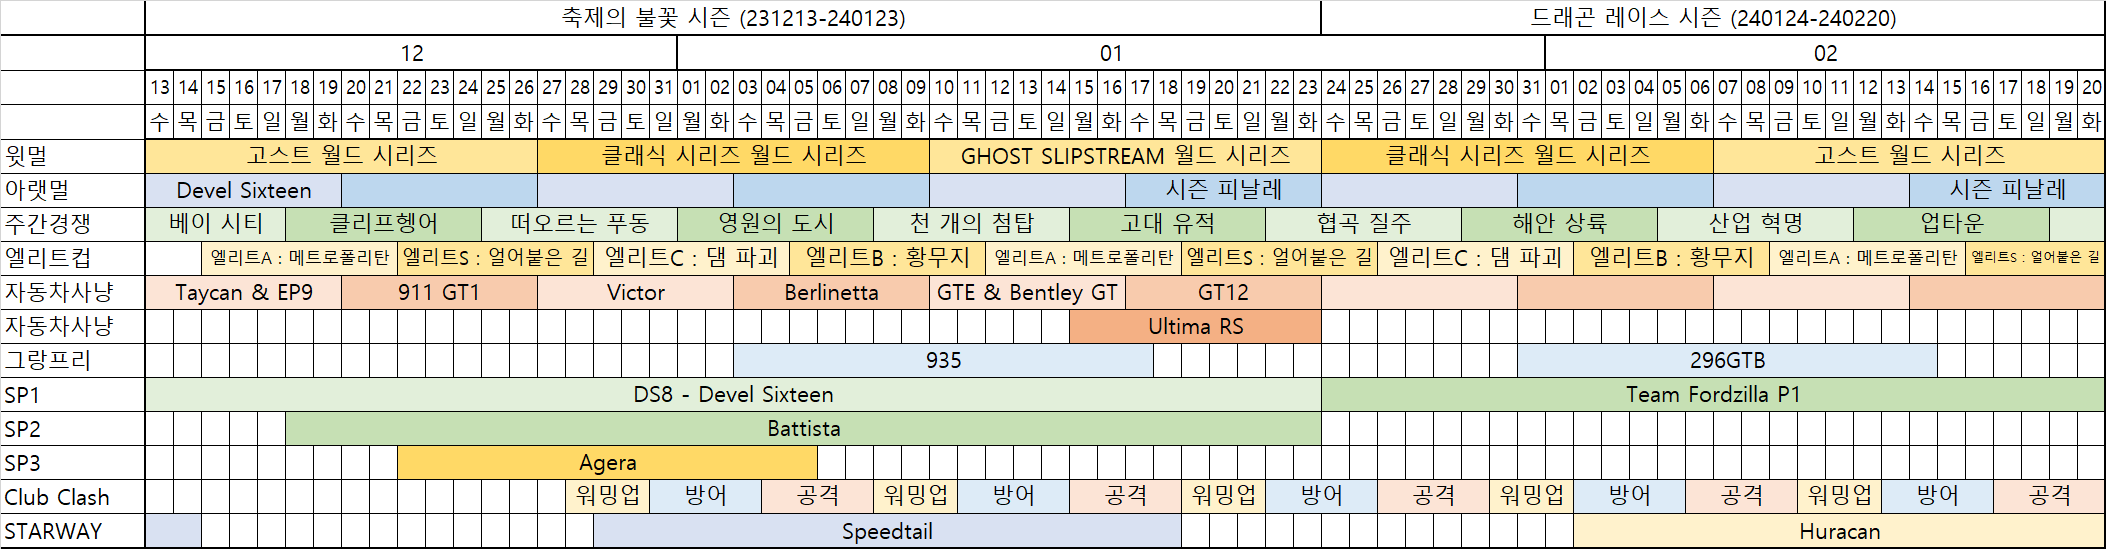 축제의 불꽃 시즌 (231213-240123) 드래곤 레이스 시즌 (240124-240220)
12 01 02
13 14 15 16 17 18 19 20 21 22 23 24 25 26 27 28 29 30 31 01 02 03 04 05 06 07 08 09 10 11 12 13 14 15 16 17 18 19 20 21 22 23 24 25 26 27 28 29 30 31 01 02 03 04 05 06 07 08 09 10 11 12 13 14 15 16 17 18 19 20
수 목 금 토 일 월 화 수 목 금 토 일 월 화 수 목 금 토 일 월 화 수 목 금 토 일 월 화 수 목 금 토 일 월 화 수 목 금 토 일 월 화 수 목 금 토 일 월 화 수 목 금 토 일 월 화 수 목 금 토 일 월 화 수 목 금 토 일 월 화
윗멀 고스트 월드 시리즈 클래식 시리즈 월드 시리즈 GHOST SLIPSTREAM 월드 시리즈 클래식 시리즈 월드 시리즈 고스트 월드 시리즈
아랫멀 Devel Sixteen 시즌 피날레 시즌 피날레
주간경쟁 베이 시티 클리프헹어 떠오르는 푸동 영원의 도시 천 개의 첨탑 고대 유적 협곡 질주 해안 상륙 산업 혁명 업타운
엘리트컵 엘리트A : 메트로폴리탄 엘리트S : 얼어붙은 길 엘리트C : 댐 파괴 엘리트B : 황무지 엘리트A : 메트로폴리탄 엘리트S : 얼어붙은 길 엘리트C : 댐 파괴 엘리트B : 황무지 엘리트A : 메트로폴리탄 엘리트S : 얼어붙은 길
자동차사냥 Taycan & EP9 911 GT1 Victor Berlinetta GTE & Bentley GT GT12
자동차사냥 Ultima RS
그랑프리 935 296GTB
SP1 DS8 - Devel Sixteen Team Fordzilla P1
SP2 Battista
SP3 Agera
Club Clash 워밍업 방어 공격 워밍업 방어 공격 워밍업 방어 공격 워밍업 방어 공격 워밍업 방어 공격
STARWAY Speedtail Huracan